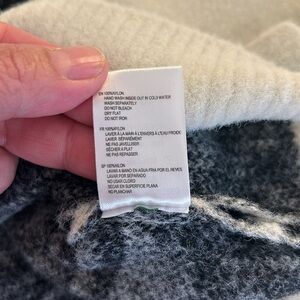 EN 100%NYLON
HAND WASH INSIDE OUT IN COLD WATER
WASH SEPARATELY
DO NOT BLEACH
DRY FLAT
DO NOT IRON
FR 100%NYLON
LAVER À LA MAIN À L'ENVERS À L'EAU FROIDE
LAVER SÉPARÉMENT
NE PAS JAVELLISER
SÉCHER À PLAT
NE PAS REPASSER
SP 100%NYLON
LAVAR A MANO EN AGUA FRIA POR EL REVES
LAVAR POR SEPARADO
NO USAR CLORO
SECAR EN SUPERFICIE PLANA
NO PLANCHAR